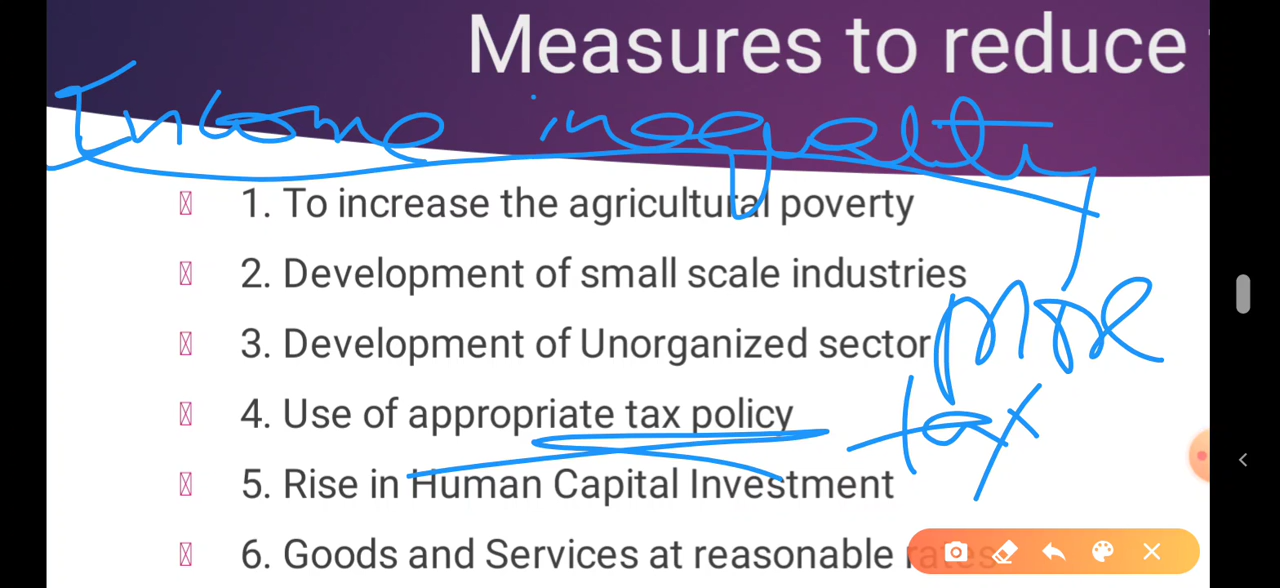 Measures to reduce
Income inequality
1. To increase the agricultural poverty
2. Development of small scale industries
3. Development of Unorganized sector
more
4. Use of appropriate tax policy
tax
5. Rise in Human Capital Investment
6. Goods and Services at reasonable rates